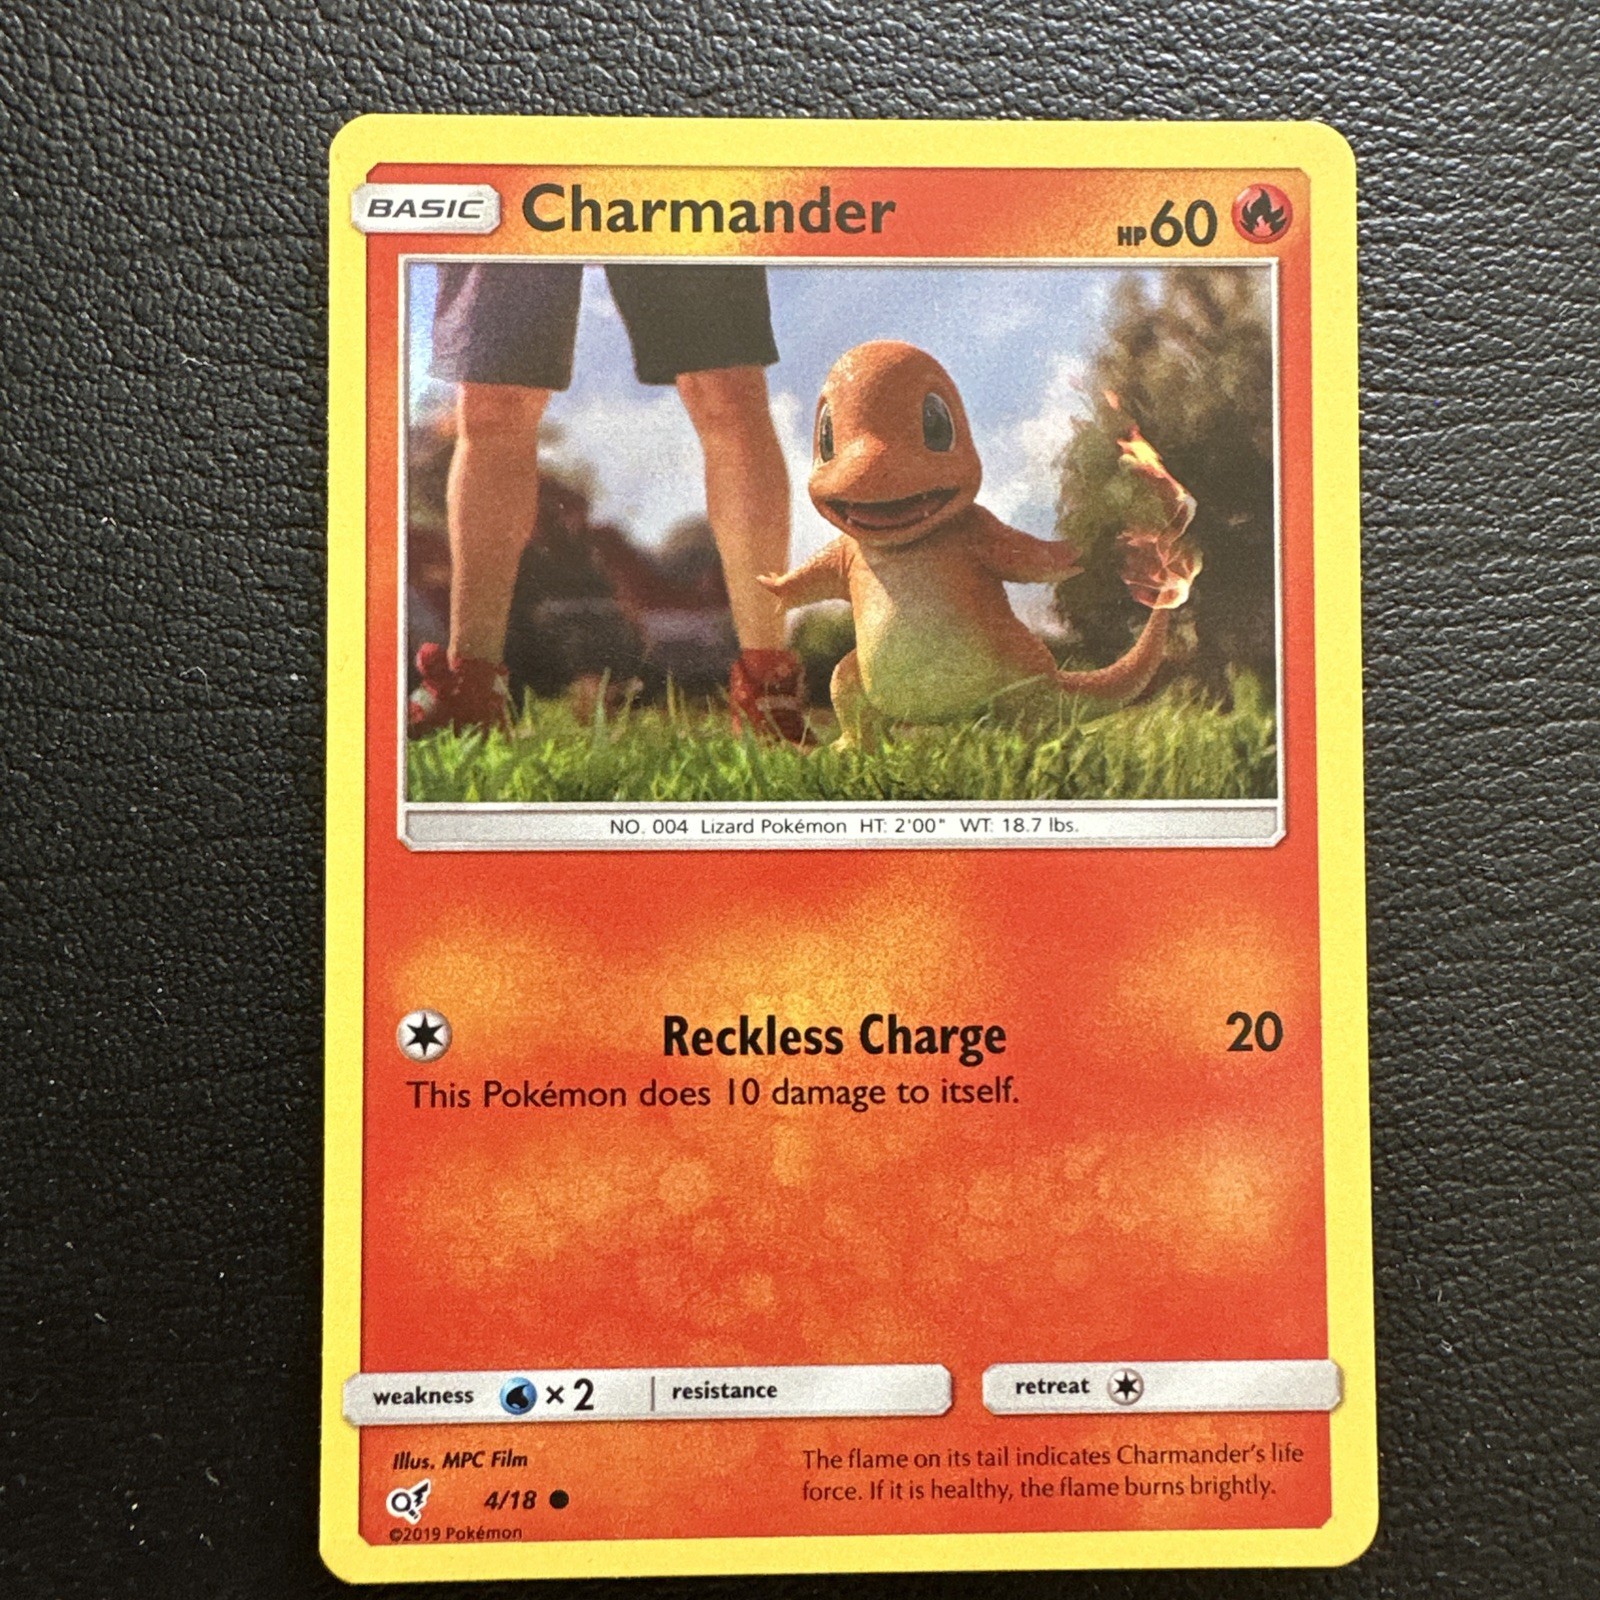 BASIC Charmander HP60
NO. 004 Lizard Pokémon HT: 2'00" WT: 18.7 lbs.
Reckless Charge 20
This Pokémon does 10 damage to itself.
weakness ×2 resistance retreat
Illus. MPC Film
4/18
©2019 Pokémon
The flame on its tail indicates Charmander's life
force. If it is healthy, the flame burns brightly.